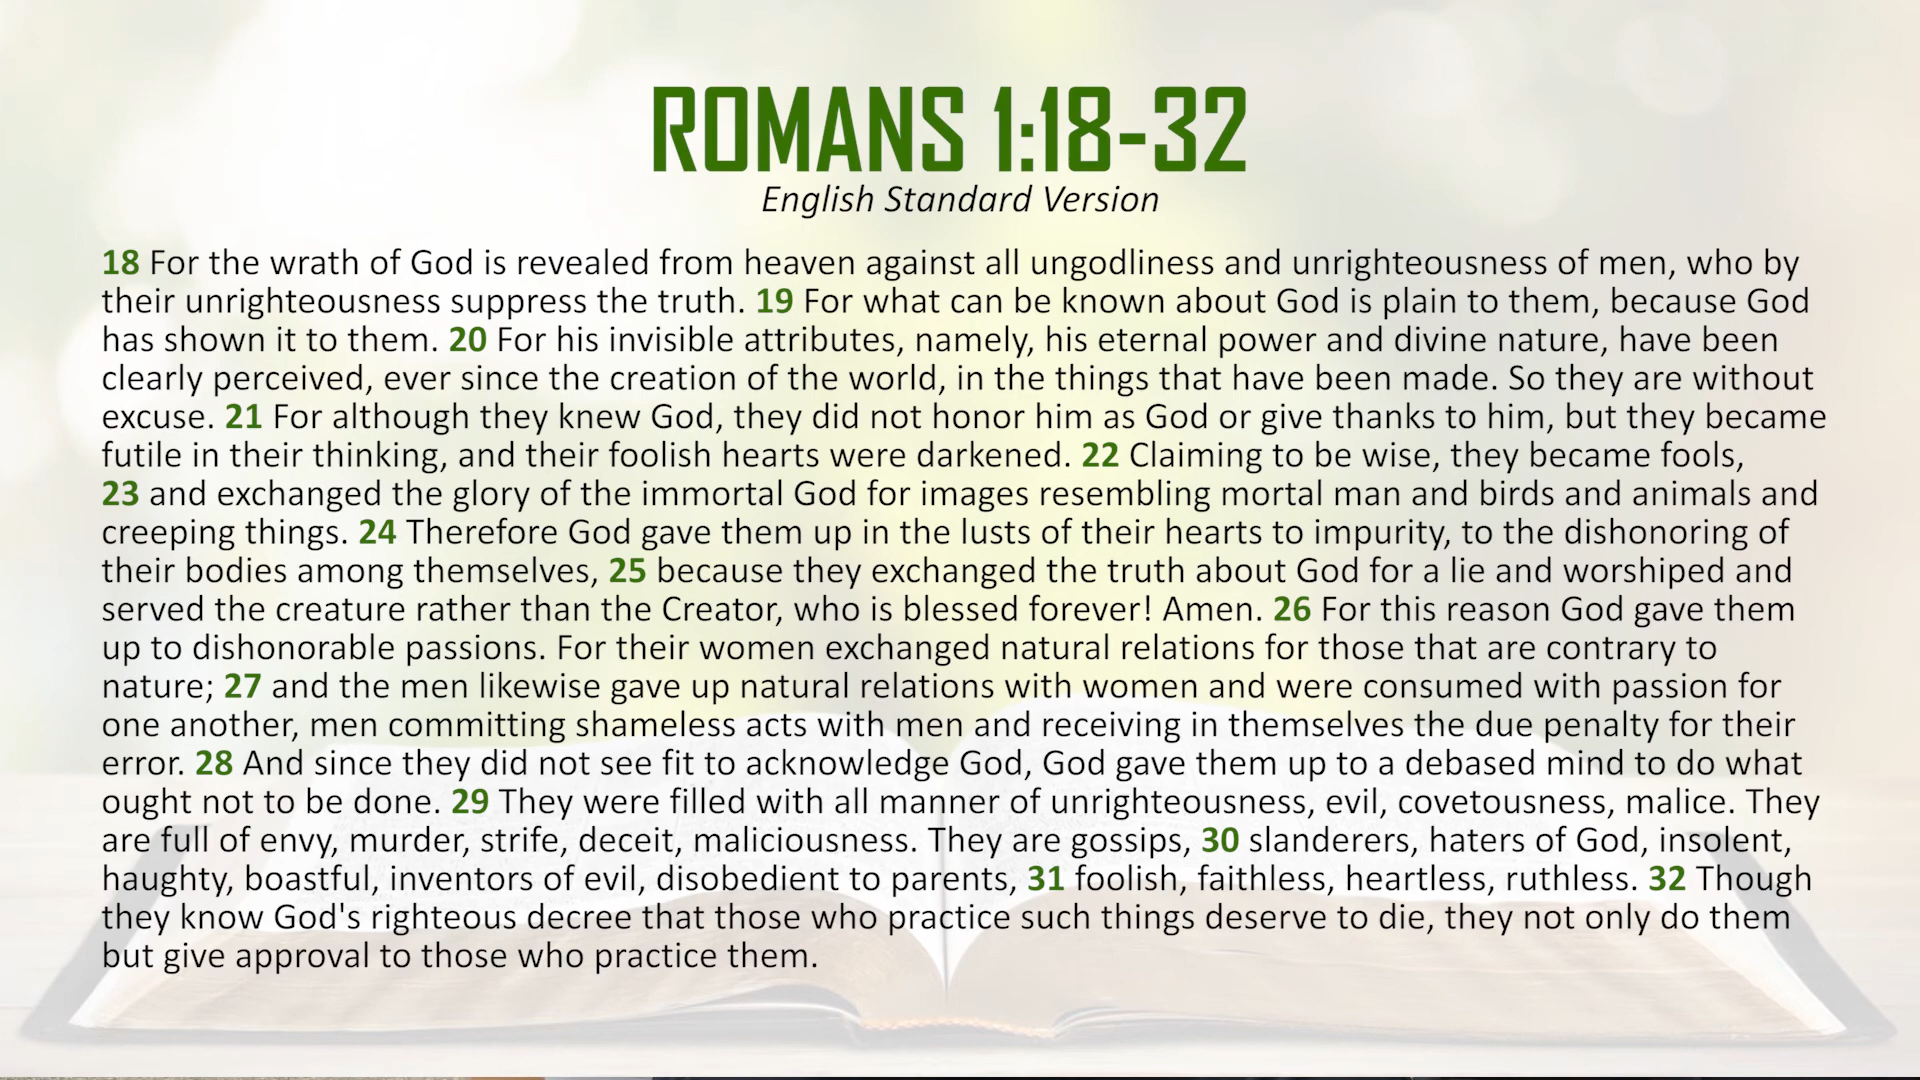 ROMANS 1:18-32
English Standard Version
18 For the wrath of God is revealed from heaven against all ungodliness and unrighteousness of men, who by
their unrighteousness suppress the truth. 19 For what can be known about God is plain to them, because God
has shown it to them. 20 For his invisible attributes, namely, his eternal power and divine nature, have been
clearly perceived, ever since the creation of the world, in the things that have been made. So they are without
excuse. 21 For although they knew God, they did not honor him as God or give thanks to him, but they became
futile in their thinking, and their foolish hearts were darkened. 22 Claiming to be wise, they became fools,
23 and exchanged the glory of the immortal God for images resembling mortal man and birds and animals and
creeping things. 24 Therefore God gave them up in the lusts of their hearts to impurity, to the dishonoring of
their bodies among themselves, 25 because they exchanged the truth about God for a lie and worshiped and
served the creature rather than the Creator, who is blessed forever! Amen. 26 For this reason God gave them
up to dishonorable passions. For their women exchanged natural relations for those that are contrary to
nature; 27 and the men likewise gave up natural relations with women and were consumed with passion for
one another, men committing shameless acts with men and receiving in themselves the due penalty for their
error. 28 And since they did not see fit to acknowledge God, God gave them up to a debased mind to do what
ought not to be done. 29 They were filled with all manner of unrighteousness, evil, covetousness, malice. They
are full of envy, murder, strife, deceit, maliciousness. They are gossips, 30 slanderers, haters of God, insolent,
haughty, boastful, inventors of evil, disobedient to parents, 31 foolish, faithless, heartless, ruthless. 32 Though
they know God's righteous decree that those who practice such things deserve to die, they not only do them
but give approval to those who practice them.